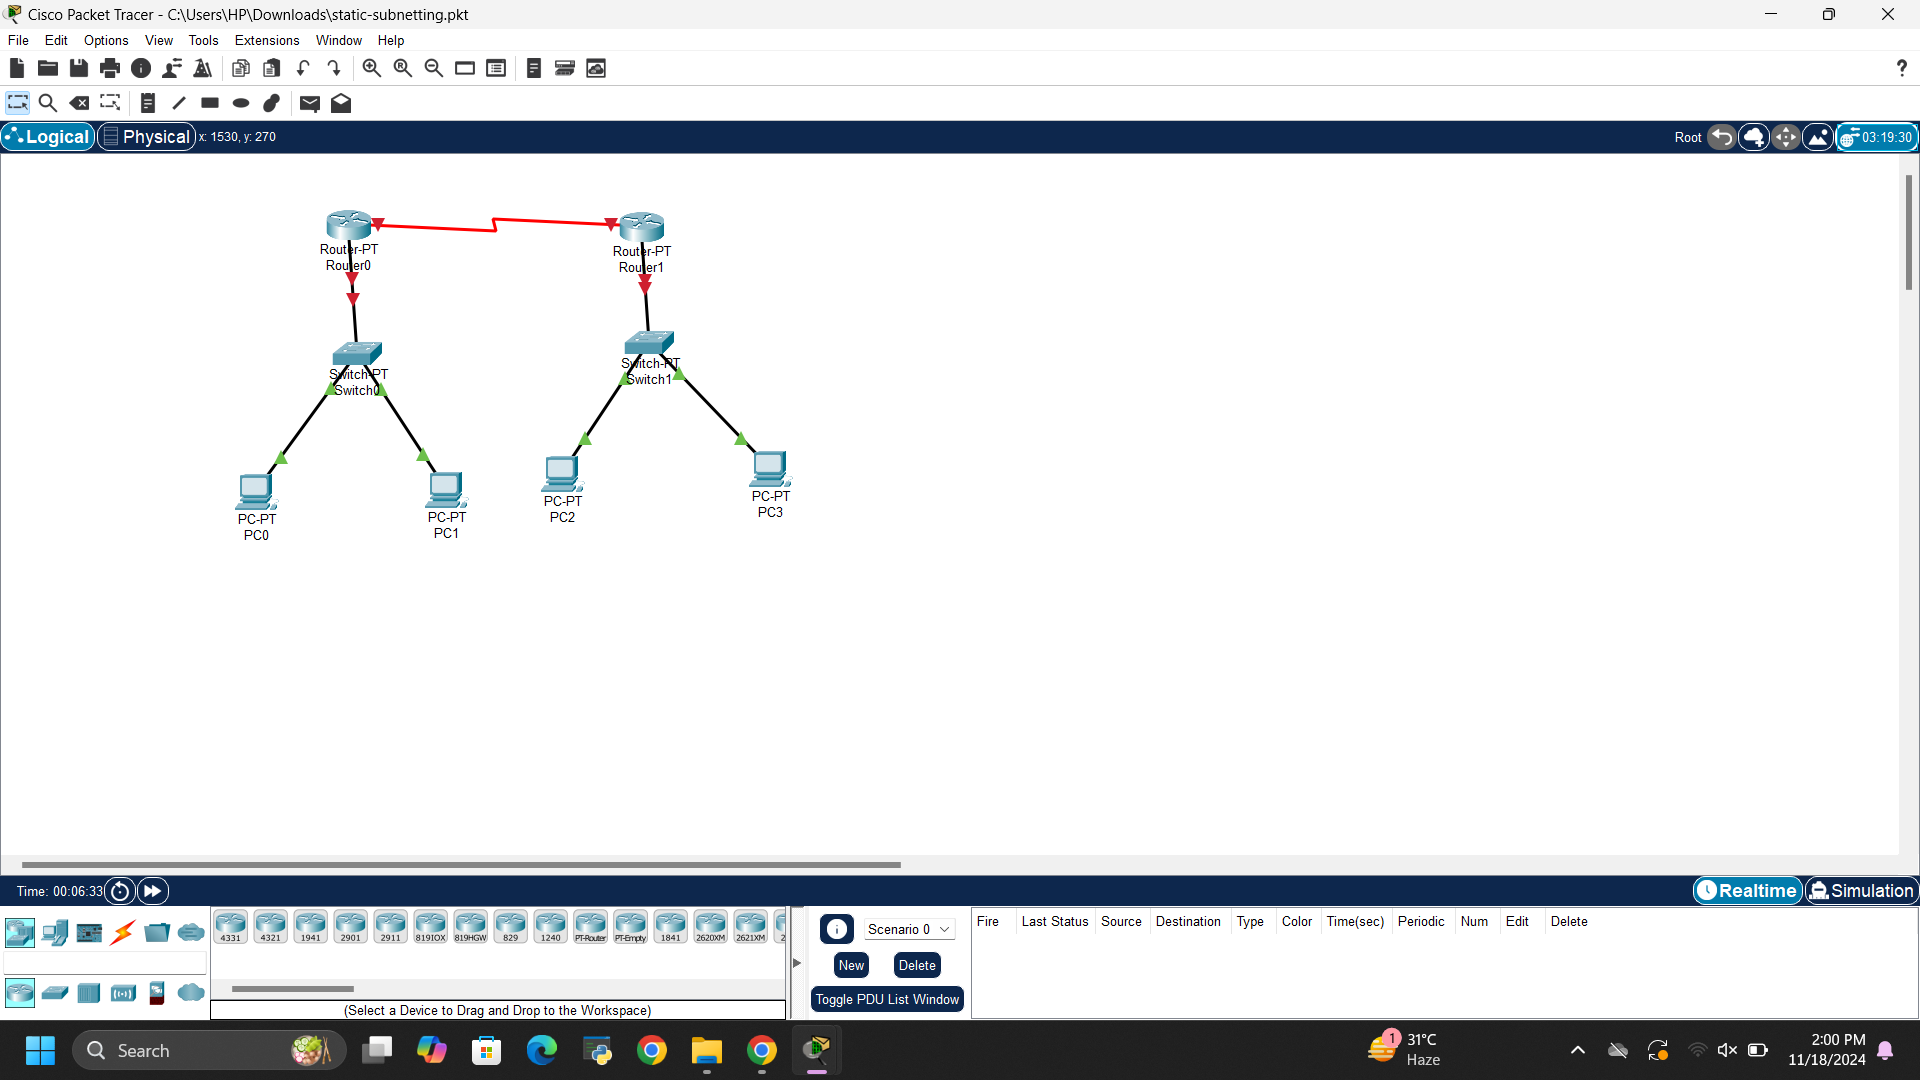 Cisco Packet Tracer - C:\Users\HP\Downloads\static-subnetting.pkt
File Edit Options View Tools Extensions Window Help
?
Logical Physical x: 1530, y: 270 Root 03:19:30
Router-PT
Router0
Router-PT
Router1
Switch-PT
Switch0
Switch-PT
Switch1
PC-PT
PC0
PC-PT
PC1
PC-PT
PC2
PC-PT
PC3
Time: 00:06:33 Realtime Simulation
4331 4321 1941 2901 2911 819IOX 819HGW 829 1240 PT-Router PT-Empty 1841 2620XM 2621XM 2
(Select a Device to Drag and Drop to the Workspace)
Scenario 0
New Delete
Toggle PDU List Window
Fire Last Status Source Destination Type Color Time(sec) Periodic Num Edit Delete
Search
1 31°C
Haze
2:00 PM
11/18/2024